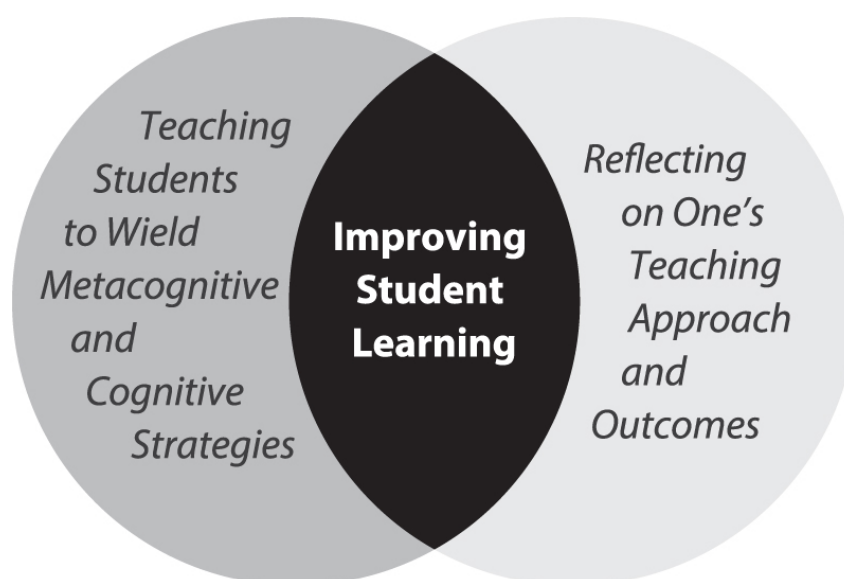 Teaching
Students
to Wield
Metacognitive
and
Cognitive
Strategies
Improving
Student
Learning
Reflecting
on One’s
Teaching
Approach
and
Outcomes